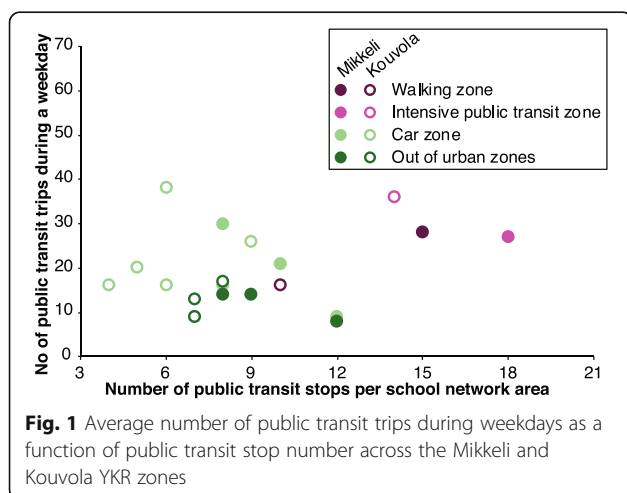 No of public transit trips during a weekday
70
60
50
40
30
20
10
0
Mikkeli
Kouvola
Walking zone
Intensive public transit zone
Car zone
Out of urban zones
3 6 9 12 15 18 21
Number of public transit stops per school network area
Fig. 1 Average number of public transit trips during weekdays as a
function of public transit stop number across the Mikkeli and
Kouvola YKR zones